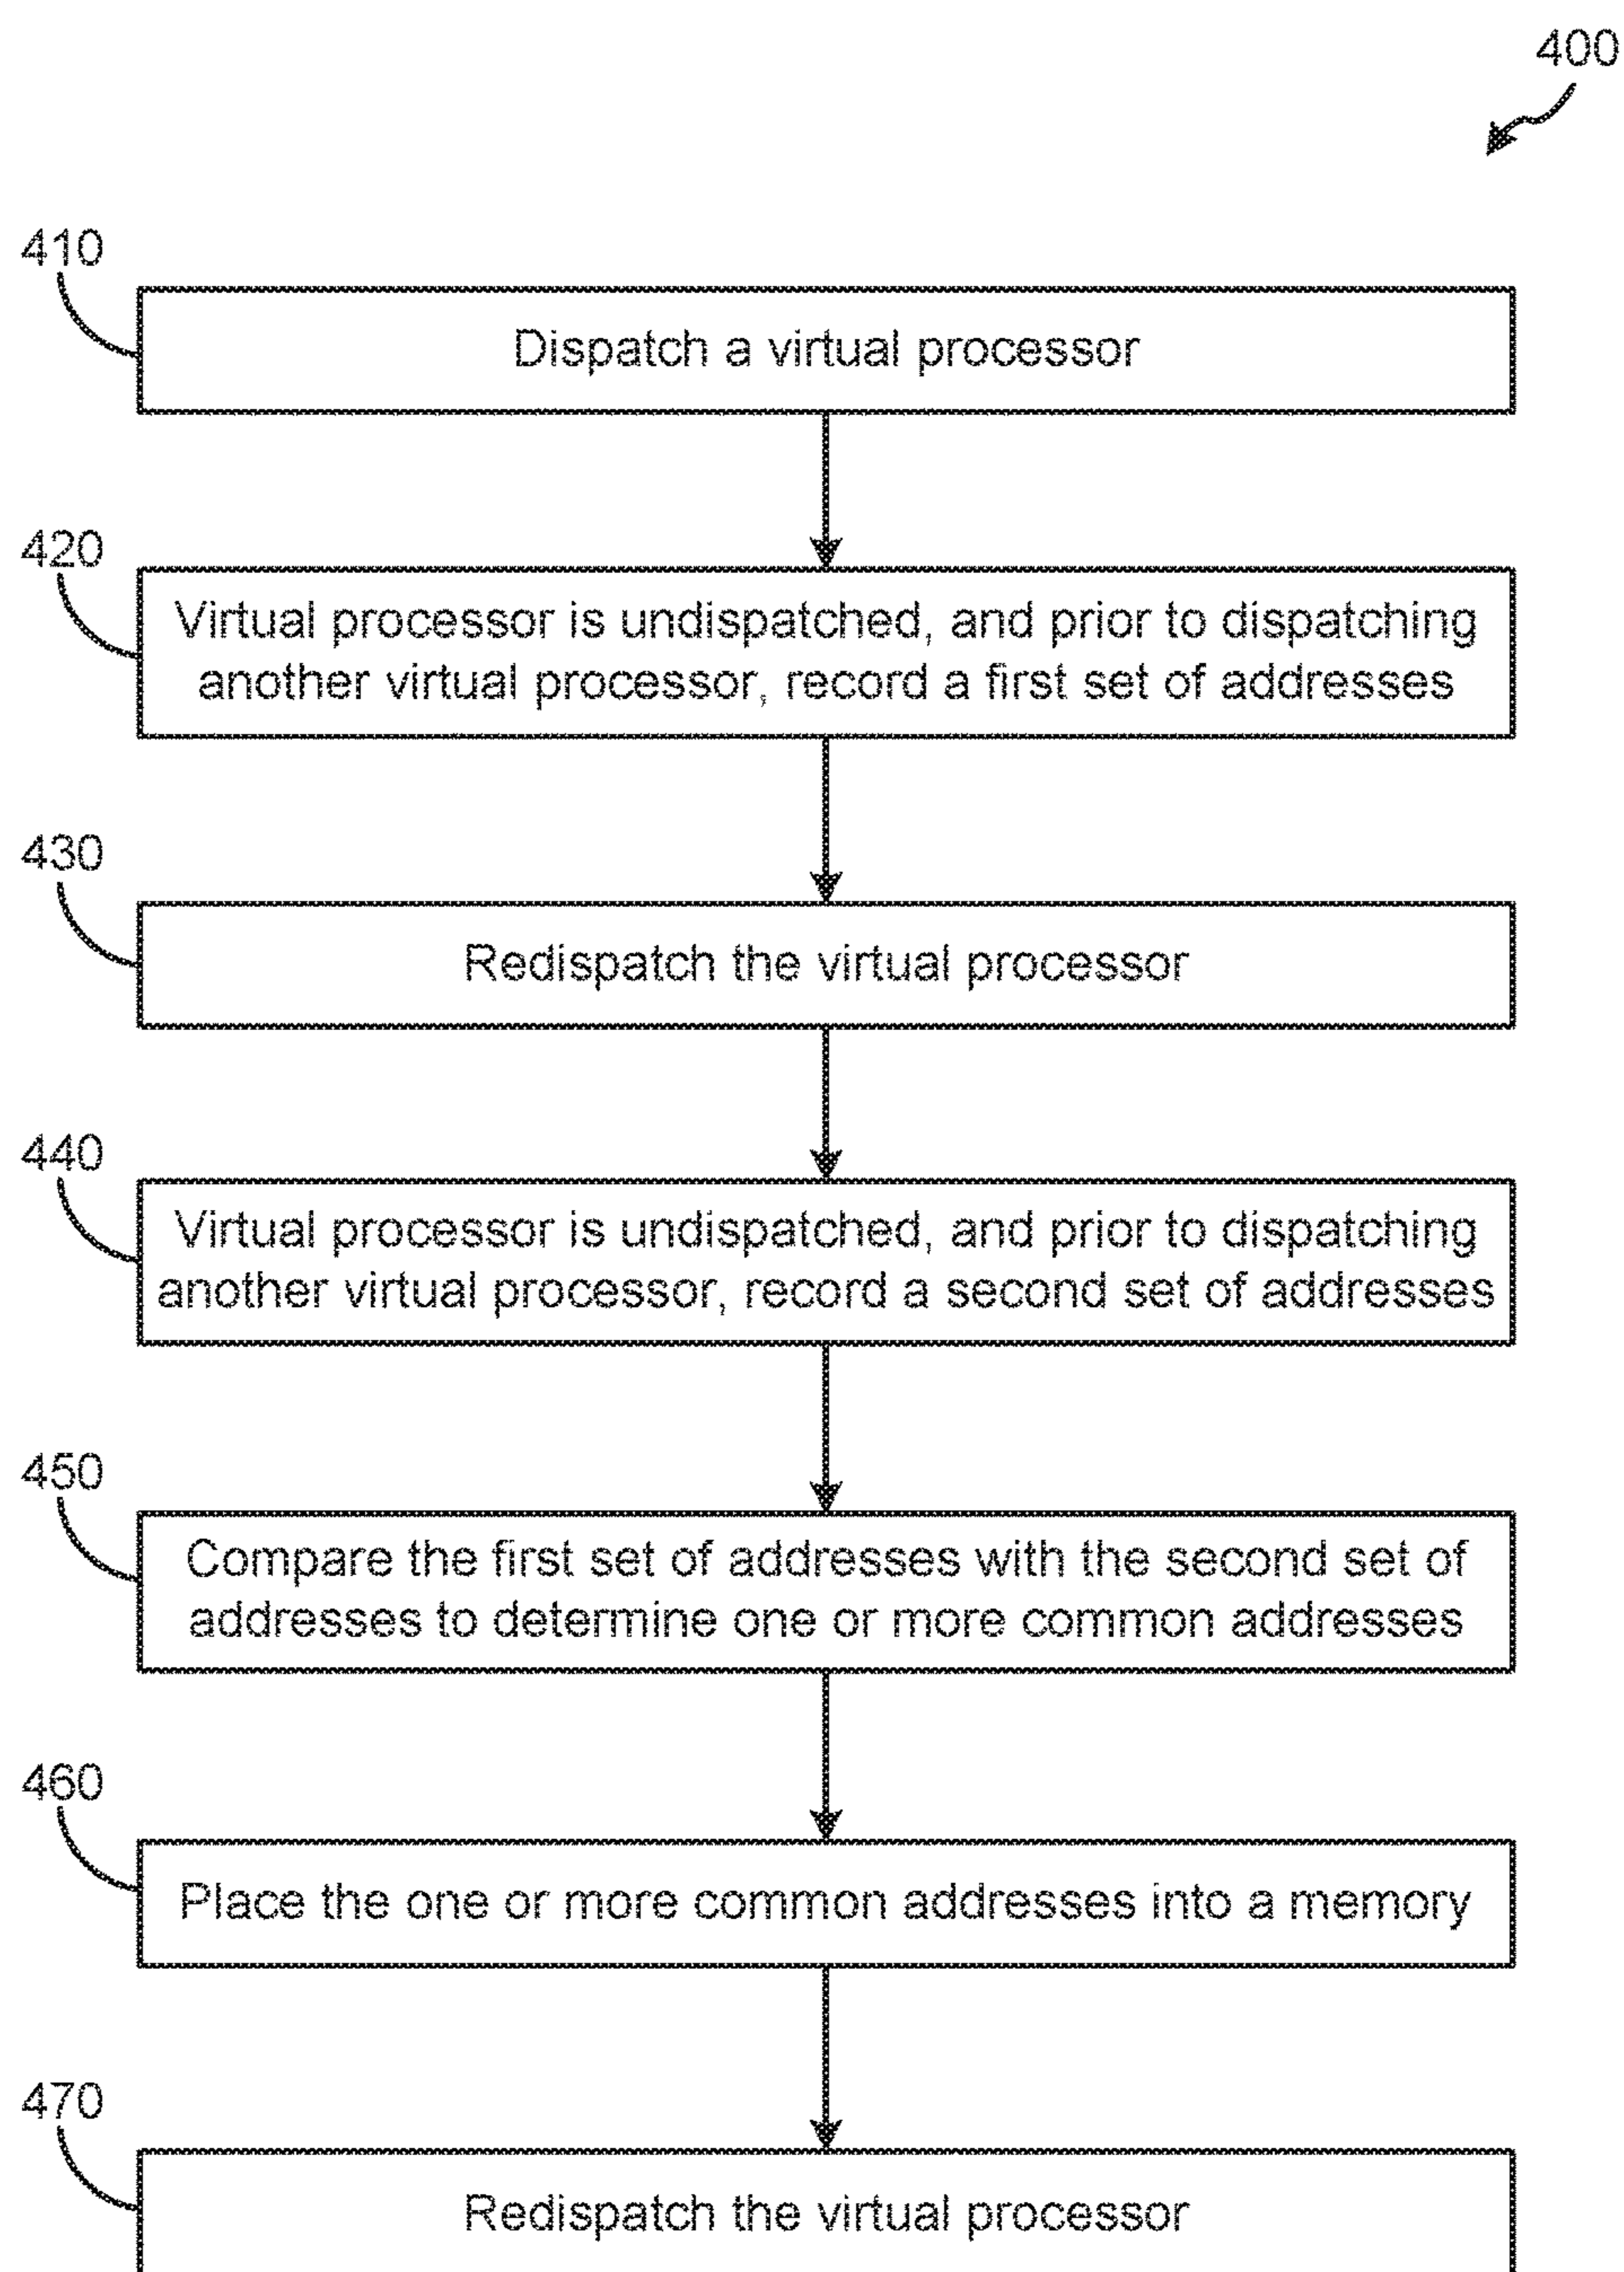 400
410
Dispatch a virtual processor
420
Virtual processor is undispatched, and prior to dispatching
another virtual processor, record a first set of addresses
430
Redispatch the virtual processor
440
Virtual processor is undispatched, and prior to dispatching
another virtual processor, record a second set of addresses
450
Compare the first set of addresses with the second set of
addresses to determine one or more common addresses
460
Place the one or more common addresses into a memory
470
Redispatch the virtual processor